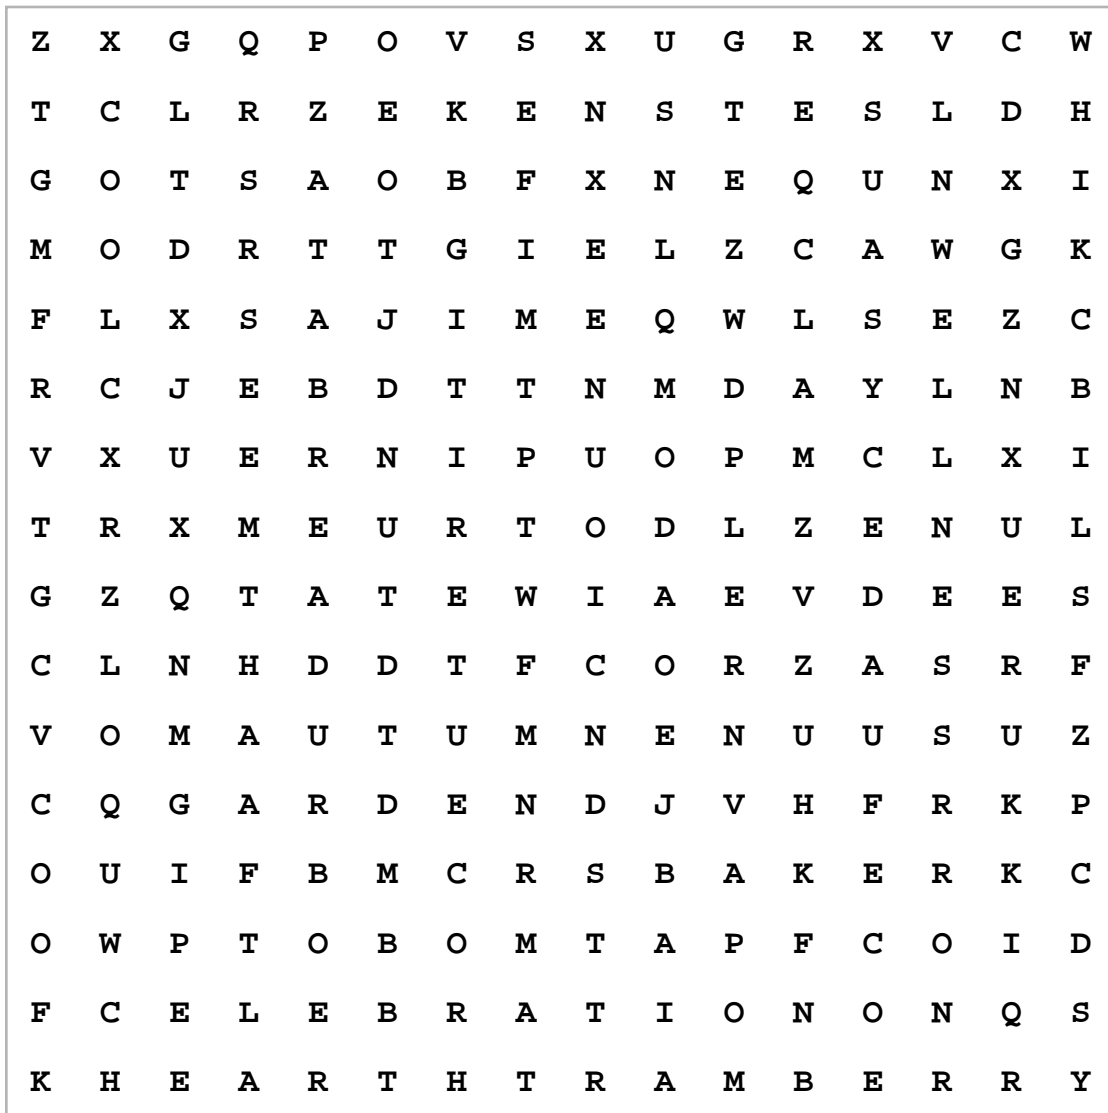 Z X G Q P O V S X U G R X V C W
T C L R Z E K E N S T E S L D H
G O T S A O B F X N E Q U N X I
M O D R T T G I E L Z C A W G K
F L X S A J I M E Q W L S E Z C
R C J E B D T T N M D A Y L N B
V X U E R N I P U O P M C L X I
T R X M E U R T O D L Z E N U L
G Z Q T A T E W I A E V D E E S
C L N H D D T F C O R Z A S R F
V O M A U T U M N E N U U S U Z
C Q G A R D E N D J V H F R K P
O U I F B M C R S B A K E R K C
O W P T O B O M T A P F C O I D
F C E L E B R A T I O N O N Q S
K H E A R T H T R A M B E R R Y